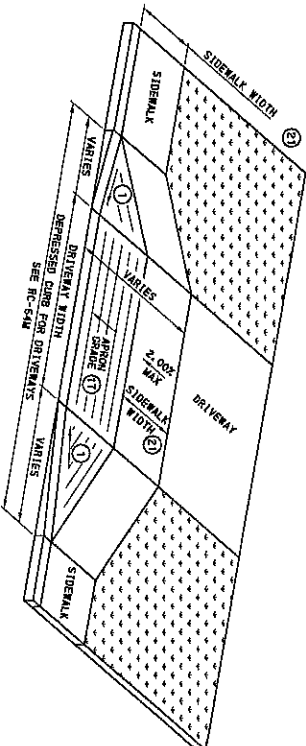 SIDEWALK WIDTH (2)
SIDEWALK
VARIES
(1)
VARIES
2.00%
MAX
SIDEWALK
WIDTH (2)
DRIVEWAY
APRON
GRADE (11)
DRIVEWAY WIDTH
DEPRESSED CURB FOR DRIVEWAYS
SEE RC-64M
(1)
VARIES
SIDEWALK